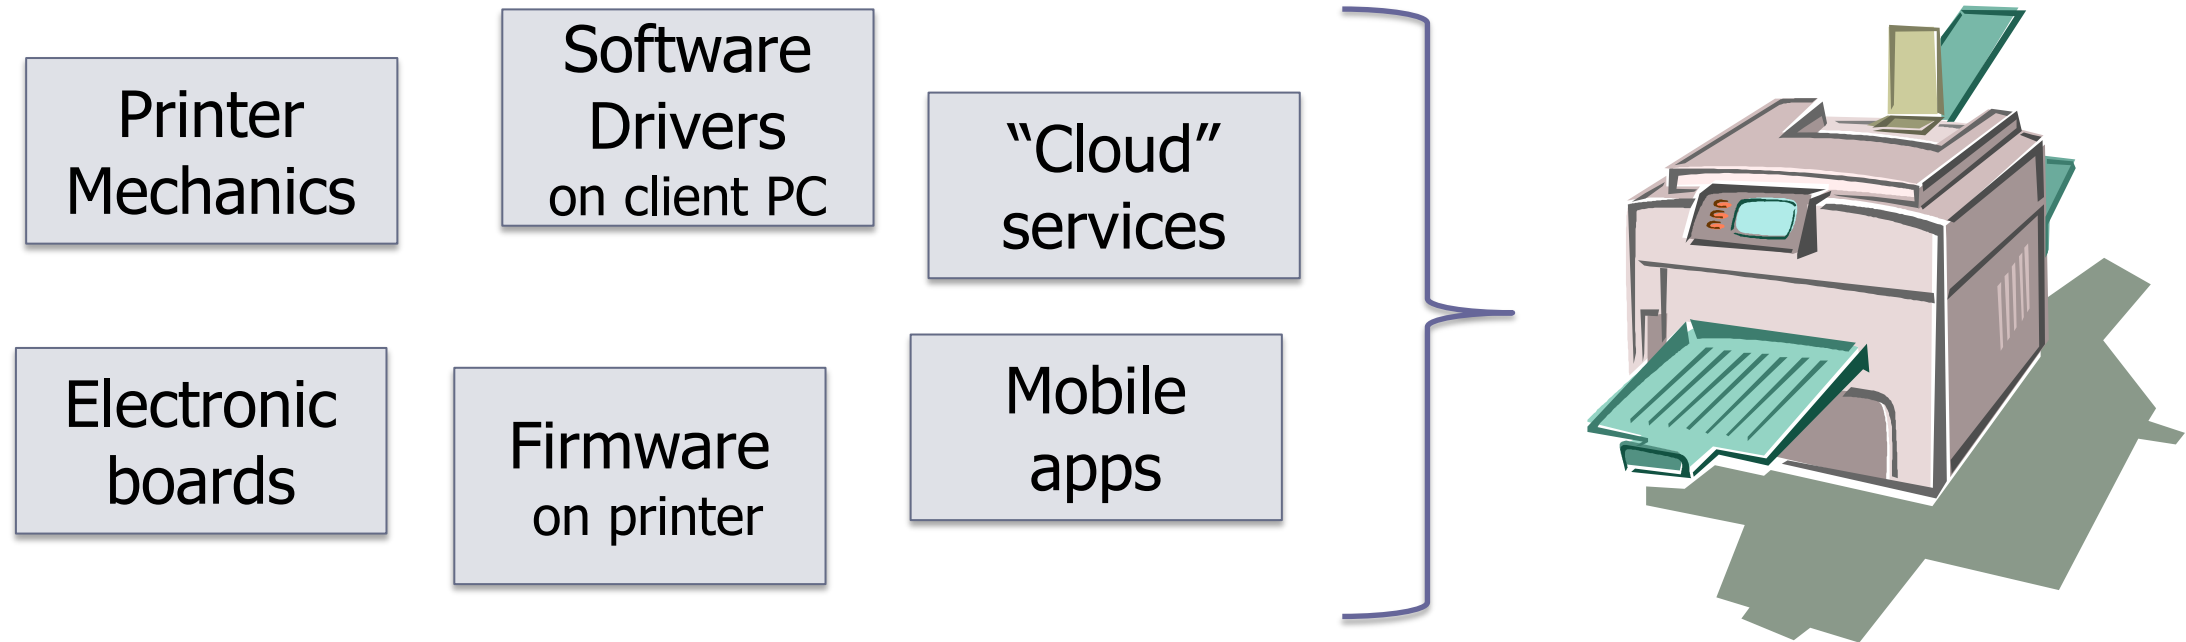 Printer
Mechanics
Software
Drivers
on client PC
“Cloud”
services
Electronic
boards
Firmware
on printer
Mobile
apps